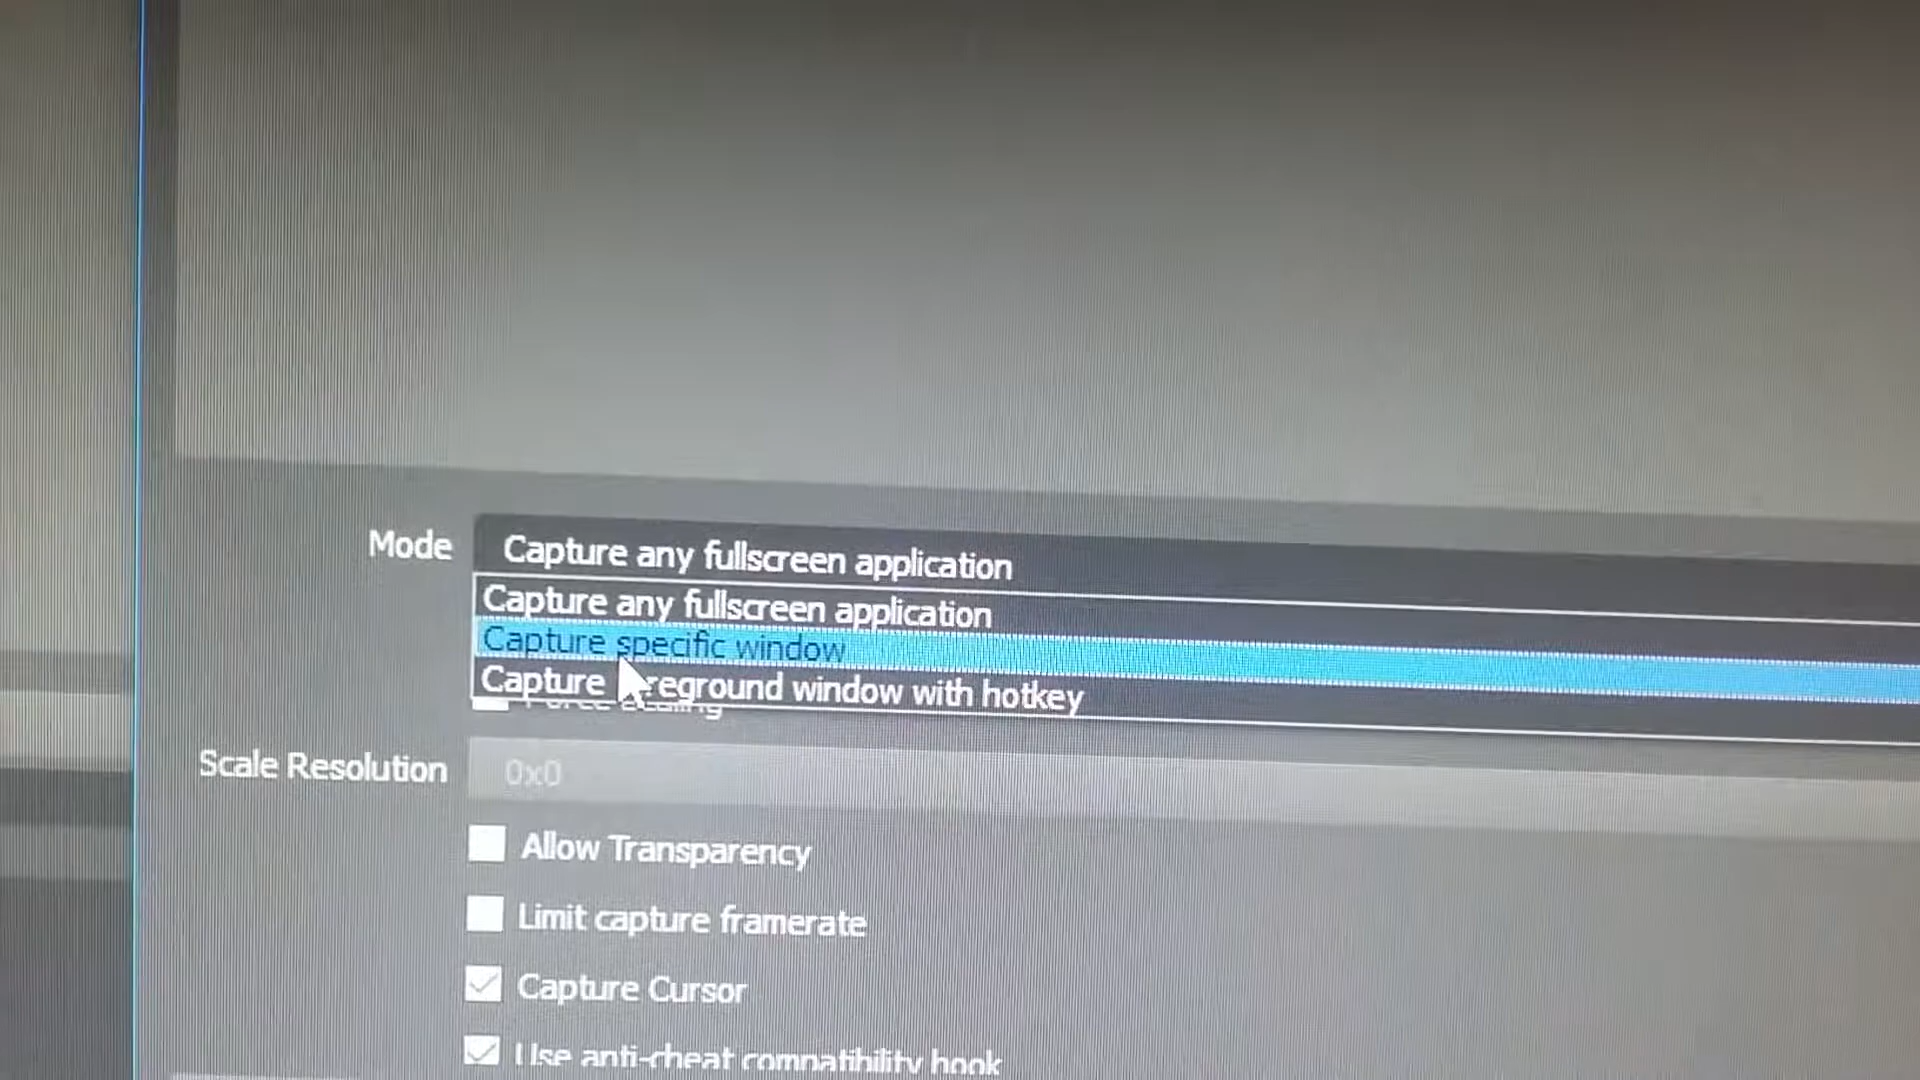 Mode
Capture any fullscreen application
Capture any fullscreen application
Capture specific window
Capture reground window with hotkey
Scale Resolution
0x0
Allow Transparency
Limit capture framerate
Capture Cursor
Use anti-cheat compatibility hook